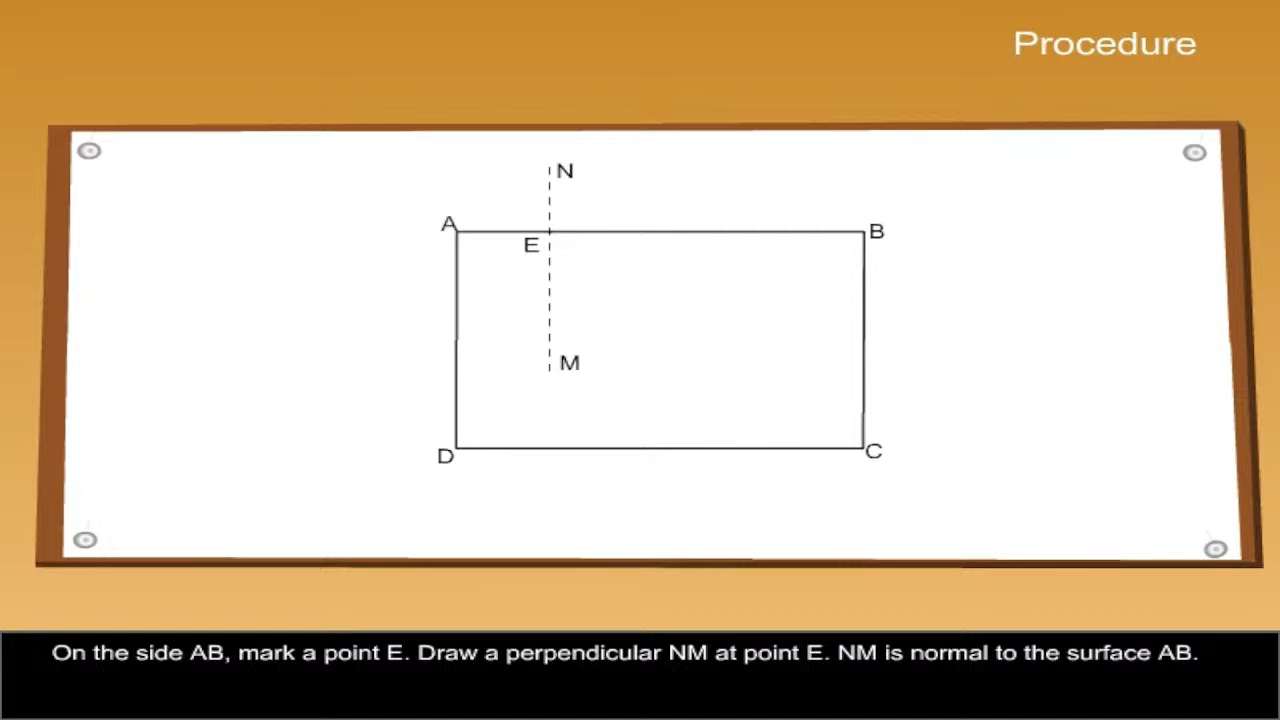 Procedure
N
A
B
E
M
D
C
On the side AB, mark a point E. Draw a perpendicular NM at point E. NM is normal to the surface AB.